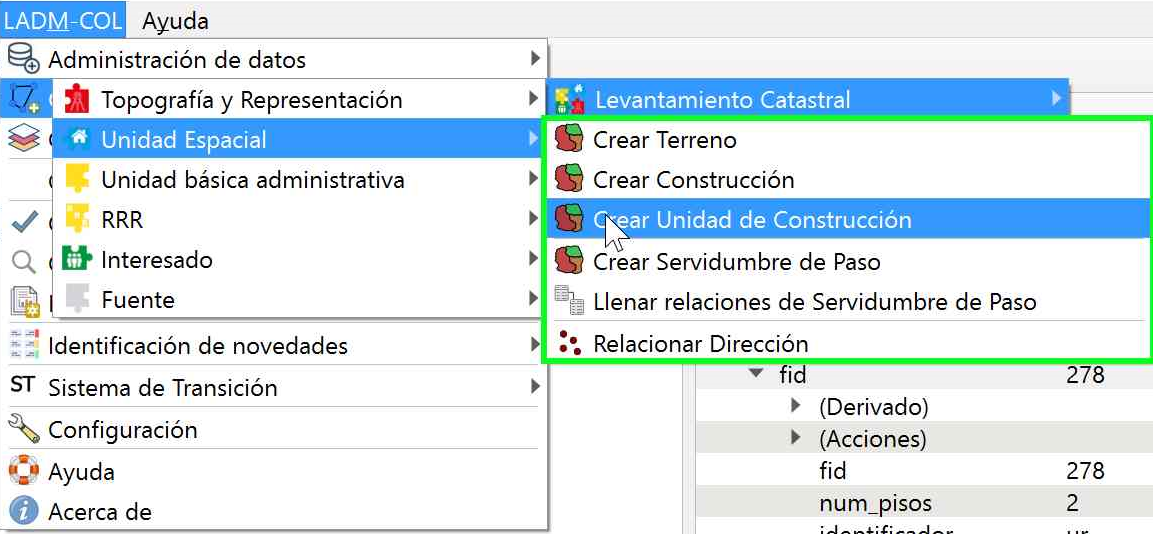 LADM-COL Ayuda
Administración de datos
Topografía y Representación
Levantamiento Catastral
Unidad Espacial
Crear Terreno
Unidad básica administrativa
Crear Construcción
RRR
Crear Unidad de Construcción
Interesado
Crear Servidumbre de Paso
Fuente
Llenar relaciones de Servidumbre de Paso
Identificación de novedades
Relacionar Dirección
ST Sistema de Transición
fid 278
(Derivado)
Configuración
(Acciones)
Ayuda
fid 278
Acerca de
num_pisos 2
identificador ur